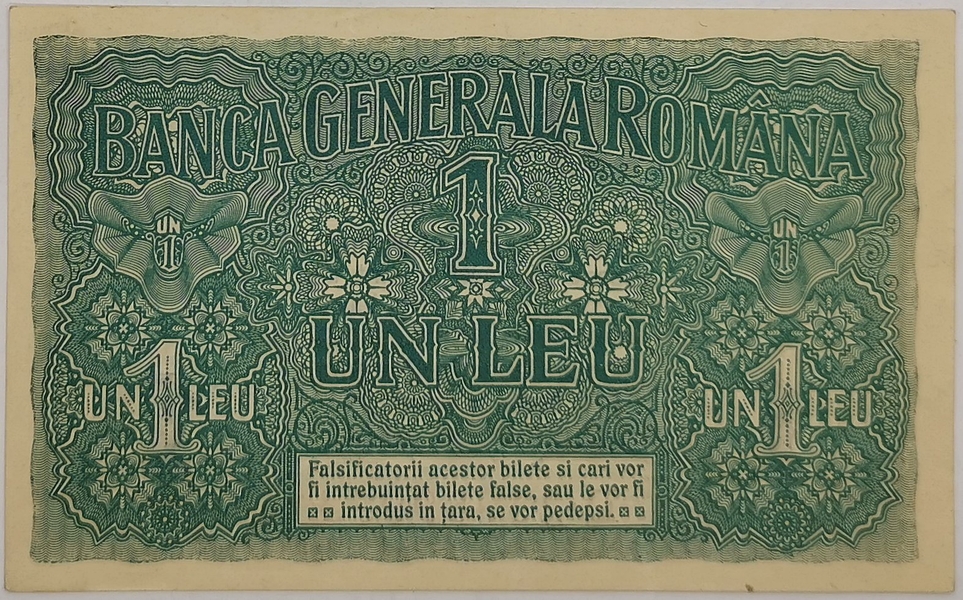 BANCA GENERALA ROMÂNA
1
UN
1
UN
1
UN LEU
UN 1 LEU
UN 1 LEU
Falsificatorii acestor bilete si cari vor
fi intrebuințat bilete false, sau le vor fi
introdus in țara, se vor pedepsi.